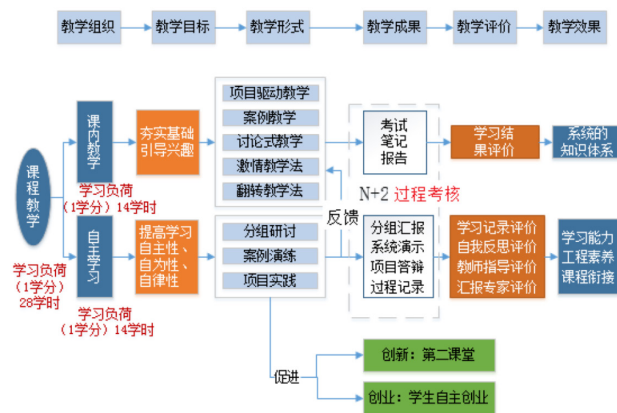 教学组织
教学目标
教学形式
教学成果
教学评价
教学效果
课程教学
学习负荷
(1学分)
28学时
课内教学
学习负荷
(1学分)14学时
夯实基础
引导兴趣
项目驱动教学
案例教学
讨论式教学
激情教学法
翻转教学法
考试
笔记
报告
学习结
果评价
系统的
知识体系
N+2 过程考核
反馈
自主学习
学习负荷
(1学分)14学时
提高学习
自主性、
自为性、
自律性
分组研讨
案例演练
项目实践
分组汇报
系统演示
项目答辩
过程记录
学习记录评价
自我反思评价
教师指导评价
汇报专家评价
学习能力
工程素养
课程衔接
促进
创新：第二课堂
创业：学生自主创业